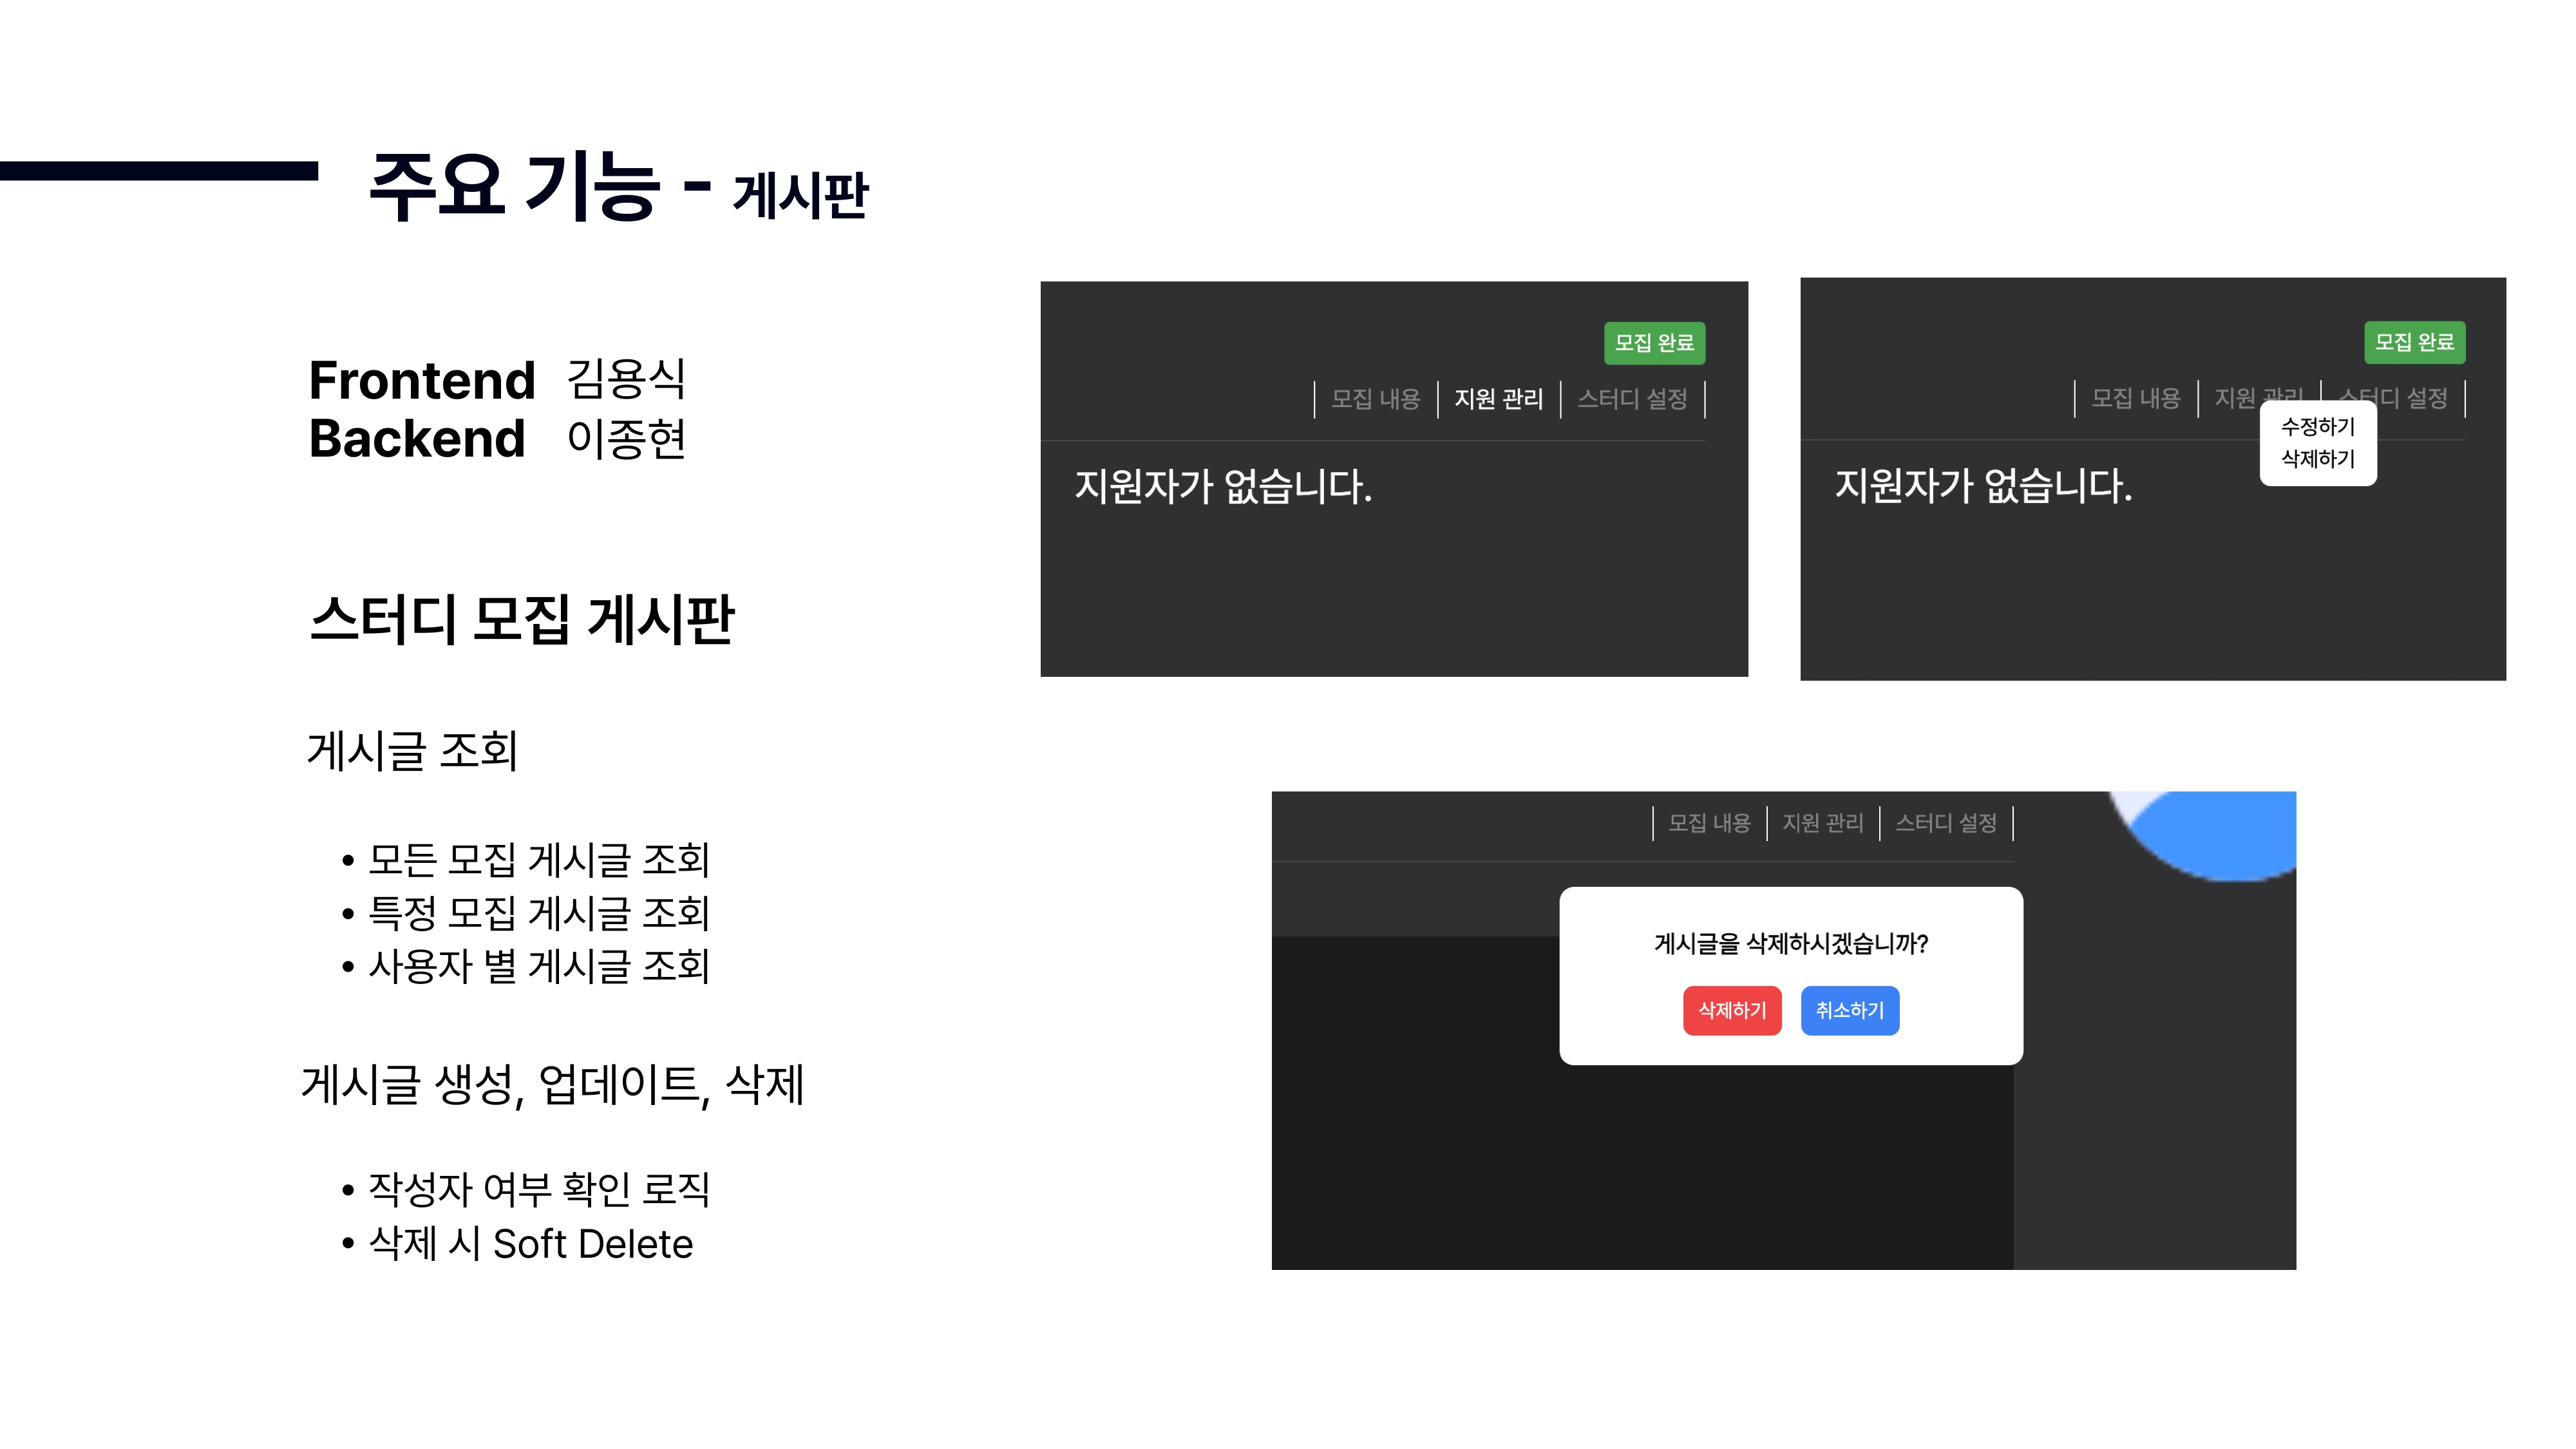 주요 기능 - 게시판
Frontend 김용식
Backend 이종현
스터디 모집 게시판
게시글 조회
• 모든 모집 게시글 조회
• 특정 모집 게시글 조회
• 사용자 별 게시글 조회
게시글 생성, 업데이트, 삭제
• 작성자 여부 확인 로직
• 삭제 시 Soft Delete
모집 완료
모집 내용 지원 관리 스터디 설정
지원자가 없습니다.
모집 완료
모집 내용 지원 관리 스터디 설정
수정하기
삭제하기
지원자가 없습니다.
모집 내용 지원 관리 스터디 설정
게시글을 삭제하시겠습니까?
삭제하기 취소하기